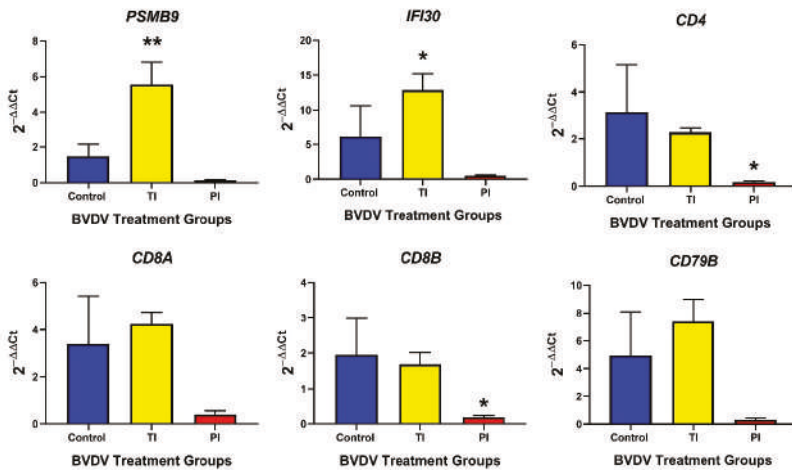 PSMB9
8
6
4
2
0
2^−ΔΔCt
**
Control TI PI
BVDV Treatment Groups
IFI30
20
15
10
5
0
2^−ΔΔCt
*
Control TI PI
BVDV Treatment Groups
CD4
6
4
2
0
2^−ΔΔCt
*
Control TI PI
BVDV Treatment Groups
CD8A
6
4
2
0
2^−ΔΔCt
Control TI PI
BVDV Treatment Groups
CD8B
4
3
2
1
0
2^−ΔΔCt
*
Control TI PI
BVDV Treatment Groups
CD79B
10
8
6
4
2
0
2^−ΔΔCt
Control TI PI
BVDV Treatment Groups